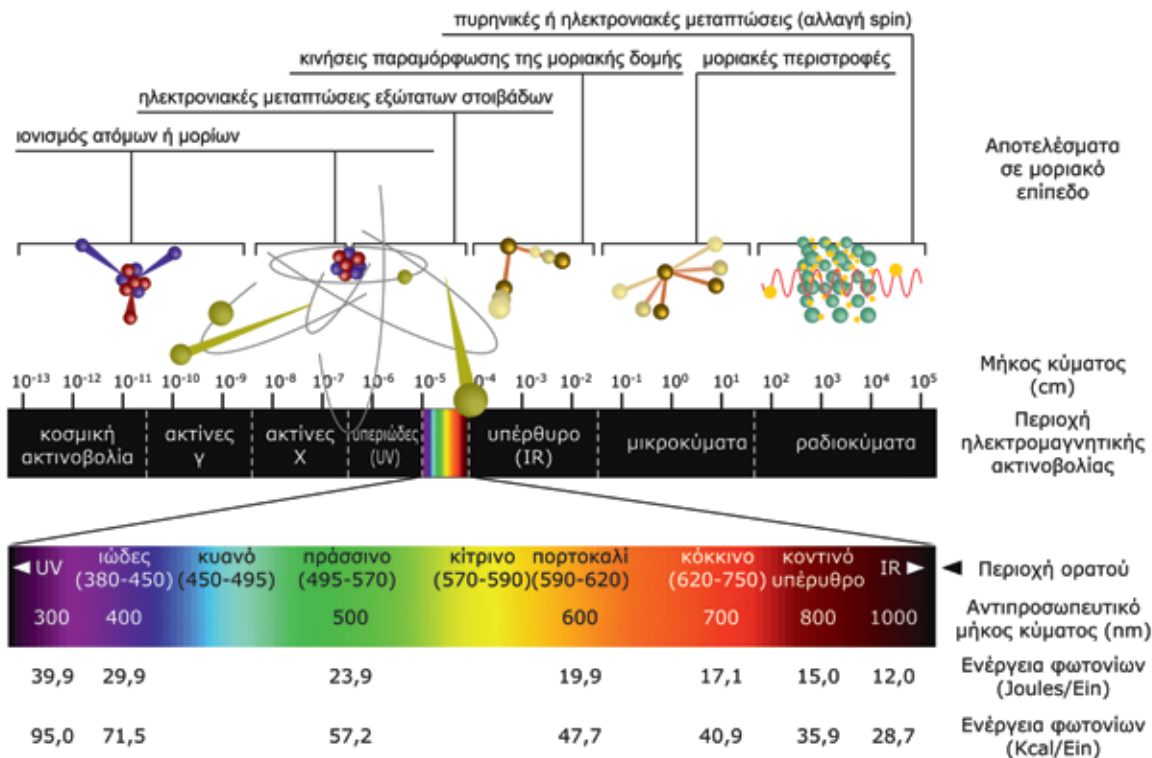 πυρηνικές ή ηλεκτρονιακές μεταπτώσεις (αλλαγή spin)
κινήσεις παραμόρφωσης της μοριακής δομής
μοριακές περιστροφές
ηλεκτρονιακές μεταπτώσεις εξώτατων στοιβάδων
ιονισμός ατόμων ή μορίων
Αποτελέσματα
σε μοριακό
επίπεδο
10⁻¹³ 10⁻¹² 10⁻¹¹ 10⁻¹⁰ 10⁻⁹ 10⁻⁸ 10⁻⁷ 10⁻⁶ 10⁻⁵ 10⁻⁴ 10⁻³ 10⁻² 10⁻¹ 10⁰ 10¹ 10² 10³ 10⁴ 10⁵
Μήκος κύματος
(cm)
κοσμική
ακτινοβολία
ακτίνες
γ
ακτίνες
X
υπεριώδες
(UV)
υπέρθυρο
(IR)
μικροκύματα
ραδιοκύματα
Περιοχή
ηλεκτρομαγνητικής
ακτινοβολίας
◄ UV ιώδες κυανό πράσσινο κίτρινο πορτοκαλί κόκκινο κοντινό IR ►
(380-450) (450-495) (495-570) (570-590) (590-620) (620-750) υπέρυθρο
◄ Περιοχή ορατού
300 400 500 600 700 800 1000
Αντιπροσωπευτικό
μήκος κύματος (nm)
39,9 29,9 23,9 19,9 17,1 15,0 12,0
Ενέργεια φωτονίων
(Joules/Ein)
95,0 71,5 57,2 47,7 40,9 35,9 28,7
Ενέργεια φωτονίων
(Kcal/Ein)